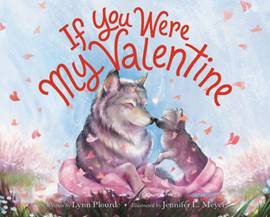 If You Were
My Valentine
Written by Lynn Plourde Illustrated by Jennifer L. Meyer